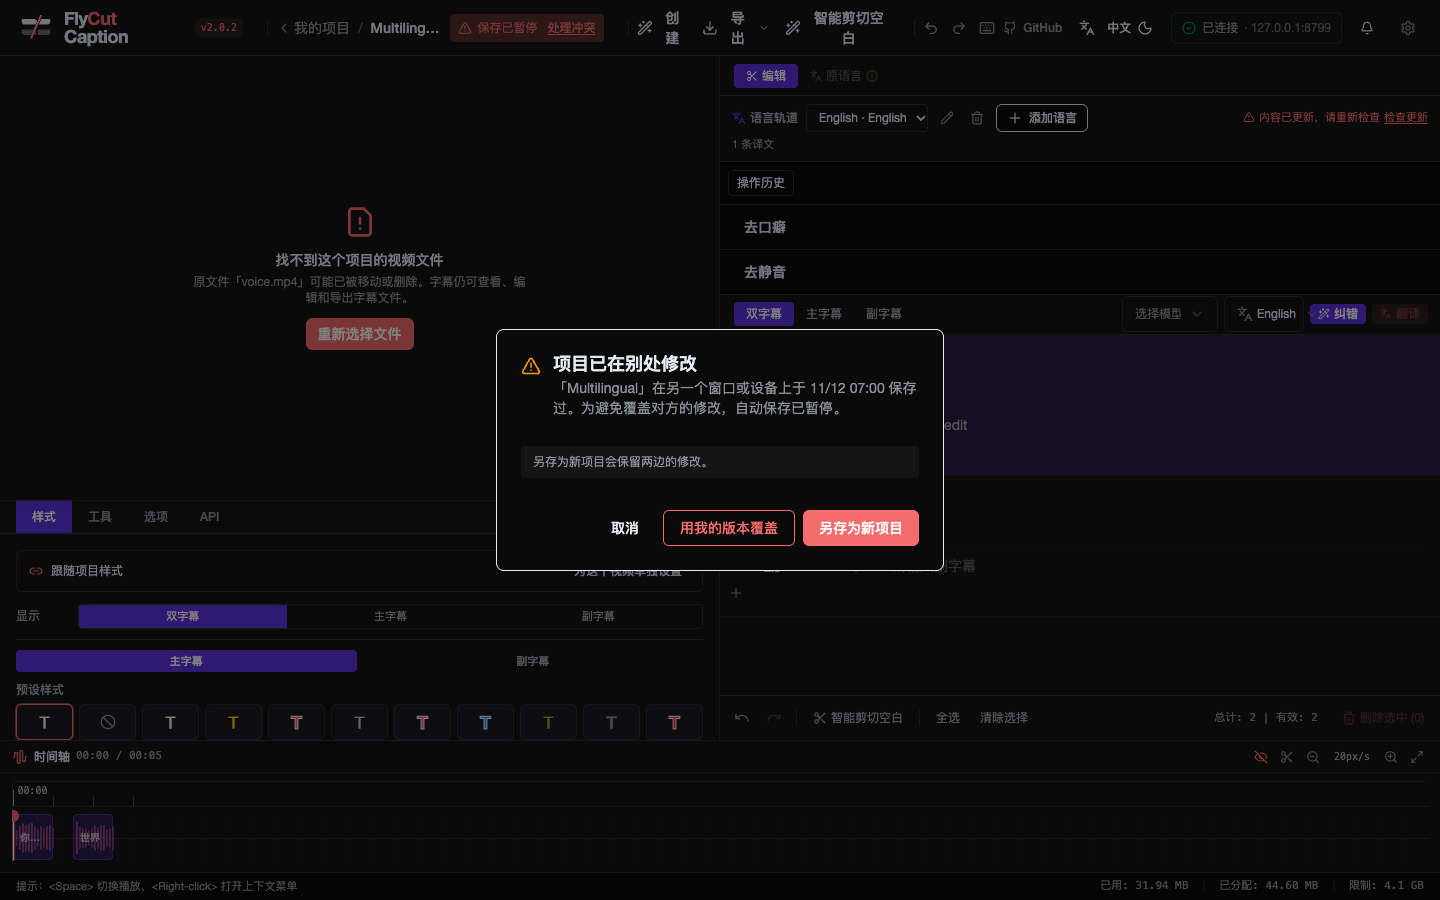 FlyCut
Caption
v2.0.2
我的项目 / Multiling...
保存已暂停 处理冲突
创建
导出
智能剪切空白
GitHub
中文
已连接 · 127.0.0.1:8799
编辑
原语言
语言轨道
English · English
添加语言
内容已更新，请重新检查 检查更新
1 条译文
操作历史
去口癖
去静音
找不到这个项目的视频文件
原文件「voice.mp4」可能已被移动或删除。字幕仍可查看、编
辑和导出字幕文件。
重新选择文件
双字幕
主字幕
副字幕
选择模型
English
纠错
翻译
项目已在别处修改
「Multilingual」在另一个窗口或设备上于 11/12 07:00 保存
过。为避免覆盖对方的修改，自动保存已暂停。
另存为新项目会保留两边的修改。
取消
用我的版本覆盖
另存为新项目
edit
副字幕
样式
工具
选项
API
跟随项目样式
显示
双字幕
主字幕
副字幕
主字幕
副字幕
预设样式
T
T
T
T
T
T
T
T
T
T
智能剪切空白
全选
清除选择
总计: 2 | 有效: 2
删除选中 (0)
时间轴 00:00 / 00:05
20px/s
00:00
你...
世界
提示: <Space> 切换播放, <Right-click> 打开上下文菜单
已用: 31.94 MB
已分配: 44.60 MB
限制: 4.1 GB